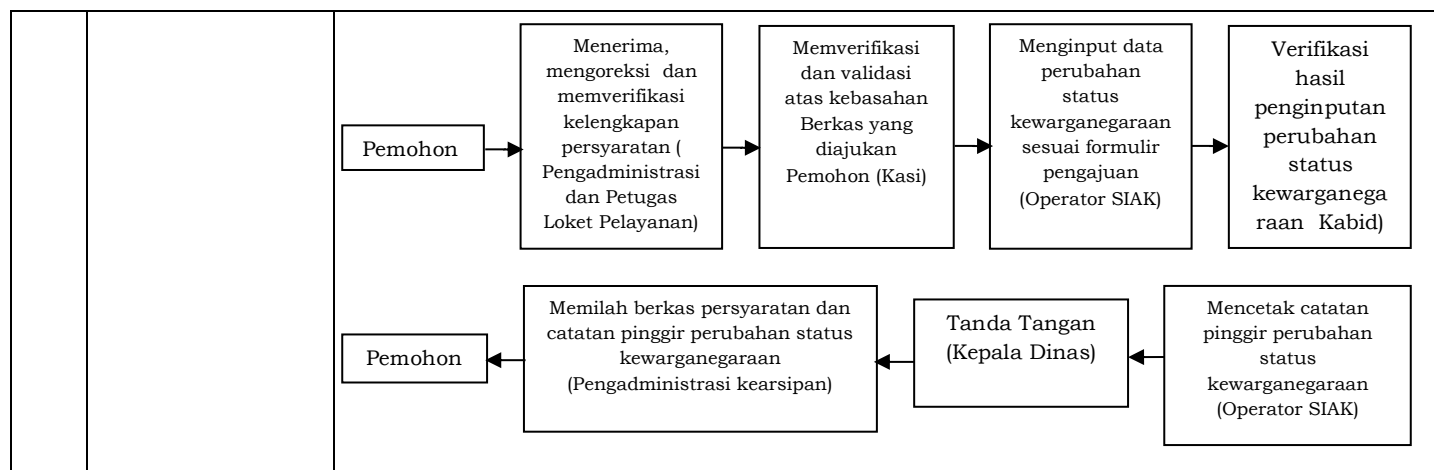 Pemohon
Menerima,
mengoreksi dan
memverifikasi
kelengkapan
persyaratan (
Pengadministrasi
dan Petugas
Loket Pelayanan)
Memverifikasi
dan validasi
atas kebasahan
Berkas yang
diajukan
Pemohon (Kasi)
Menginput data
perubahan
status
kewarganegaraan
sesuai formulir
pengajuan
(Operator SIAK)
Verifikasi
hasil
penginputan
perubahan
status
kewarganega
raan Kabid)
Mencetak catatan
pinggir perubahan
status
kewarganegaraan
(Operator SIAK)
Tanda Tangan
(Kepala Dinas)
Memilah berkas persyaratan dan
catatan pinggir perubahan status
kewarganegaraan
(Pengadministrasi kearsipan)
Pemohon